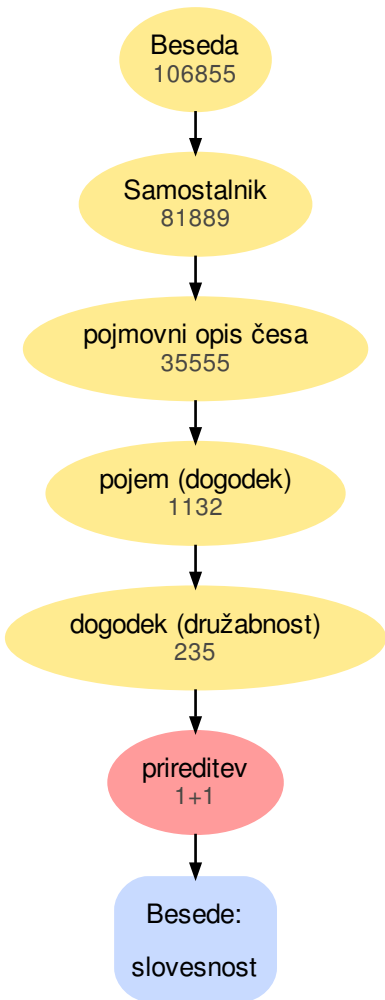 Beseda
106855
Samostalnik
81889
pojmovni opis česa
35555
pojem (dogodek)
1132
dogodek (družabnost)
235
prireditev
1+1
Besede:
slovesnost